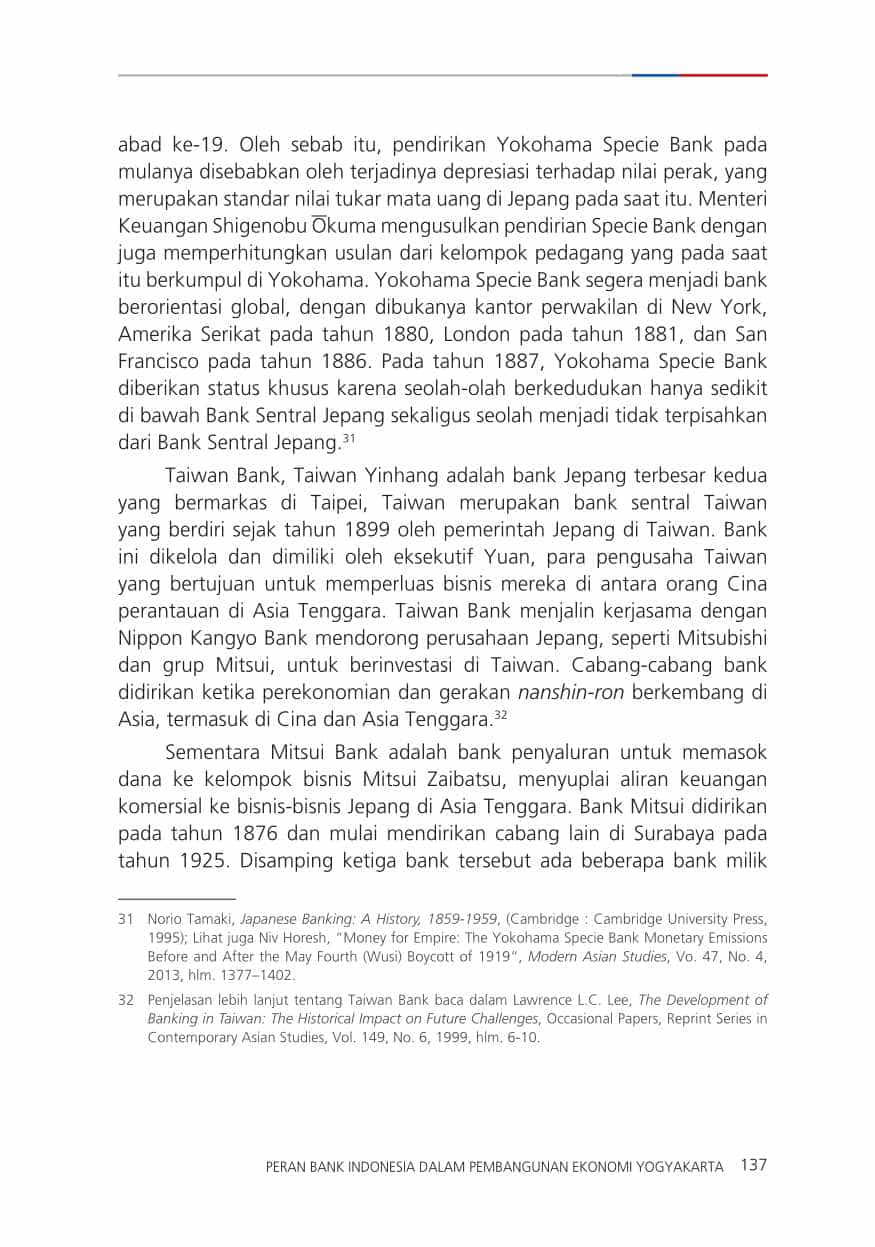 abad ke-19. Oleh sebab itu, pendirikan Yokohama Specie Bank pada
mulanya disebabkan oleh terjadinya depresiasi terhadap nilai perak, yang
merupakan standar nilai tukar mata uang di Jepang pada saat itu. Menteri
Keuangan Shigenobu Ōkuma mengusulkan pendirian Specie Bank dengan
juga memperhitungkan usulan dari kelompok pedagang yang pada saat
itu berkumpul di Yokohama. Yokohama Specie Bank segera menjadi bank
berorientasi global, dengan dibukanya kantor perwakilan di New York,
Amerika Serikat pada tahun 1880, London pada tahun 1881, dan San
Francisco pada tahun 1886. Pada tahun 1887, Yokohama Specie Bank
diberikan status khusus karena seolah-olah berkedudukan hanya sedikit
di bawah Bank Sentral Jepang sekaligus seolah menjadi tidak terpisahkan
dari Bank Sentral Jepang.³¹
Taiwan Bank, Taiwan Yinhang adalah bank Jepang terbesar kedua
yang bermarkas di Taipei, Taiwan merupakan bank sentral Taiwan
yang berdiri sejak tahun 1899 oleh pemerintah Jepang di Taiwan. Bank
ini dikelola dan dimiliki oleh eksekutif Yuan, para pengusaha Taiwan
yang bertujuan untuk memperluas bisnis mereka di antara orang Cina
perantauan di Asia Tenggara. Taiwan Bank menjalin kerjasama dengan
Nippon Kangyo Bank mendorong perusahaan Jepang, seperti Mitsubishi
dan grup Mitsui, untuk berinvestasi di Taiwan. Cabang-cabang bank
didirikan ketika perekonomian dan gerakan nanshin-ron berkembang di
Asia, termasuk di Cina dan Asia Tenggara.³²
Sementara Mitsui Bank adalah bank penyaluran untuk memasok
dana ke kelompok bisnis Mitsui Zaibatsu, menyuplai aliran keuangan
komersial ke bisnis-bisnis Jepang di Asia Tenggara. Bank Mitsui didirikan
pada tahun 1876 dan mulai mendirikan cabang lain di Surabaya pada
tahun 1925. Disamping ketiga bank tersebut ada beberapa bank milik
31 Norio Tamaki, Japanese Banking: A History, 1859-1959, (Cambridge : Cambridge University Press,
1995); Lihat juga Niv Horesh, “Money for Empire: The Yokohama Specie Bank Monetary Emissions
Before and After the May Fourth (Wusi) Boycott of 1919”, Modern Asian Studies, Vo. 47, No. 4,
2013, hlm. 1377–1402.
32 Penjelasan lebih lanjut tentang Taiwan Bank baca dalam Lawrence L.C. Lee, The Development of
Banking in Taiwan: The Historical Impact on Future Challenges, Occasional Papers, Reprint Series in
Contemporary Asian Studies, Vol. 149, No. 6, 1999, hlm. 6-10.
PERAN BANK INDONESIA DALAM PEMBANGUNAN EKONOMI YOGYAKARTA 137